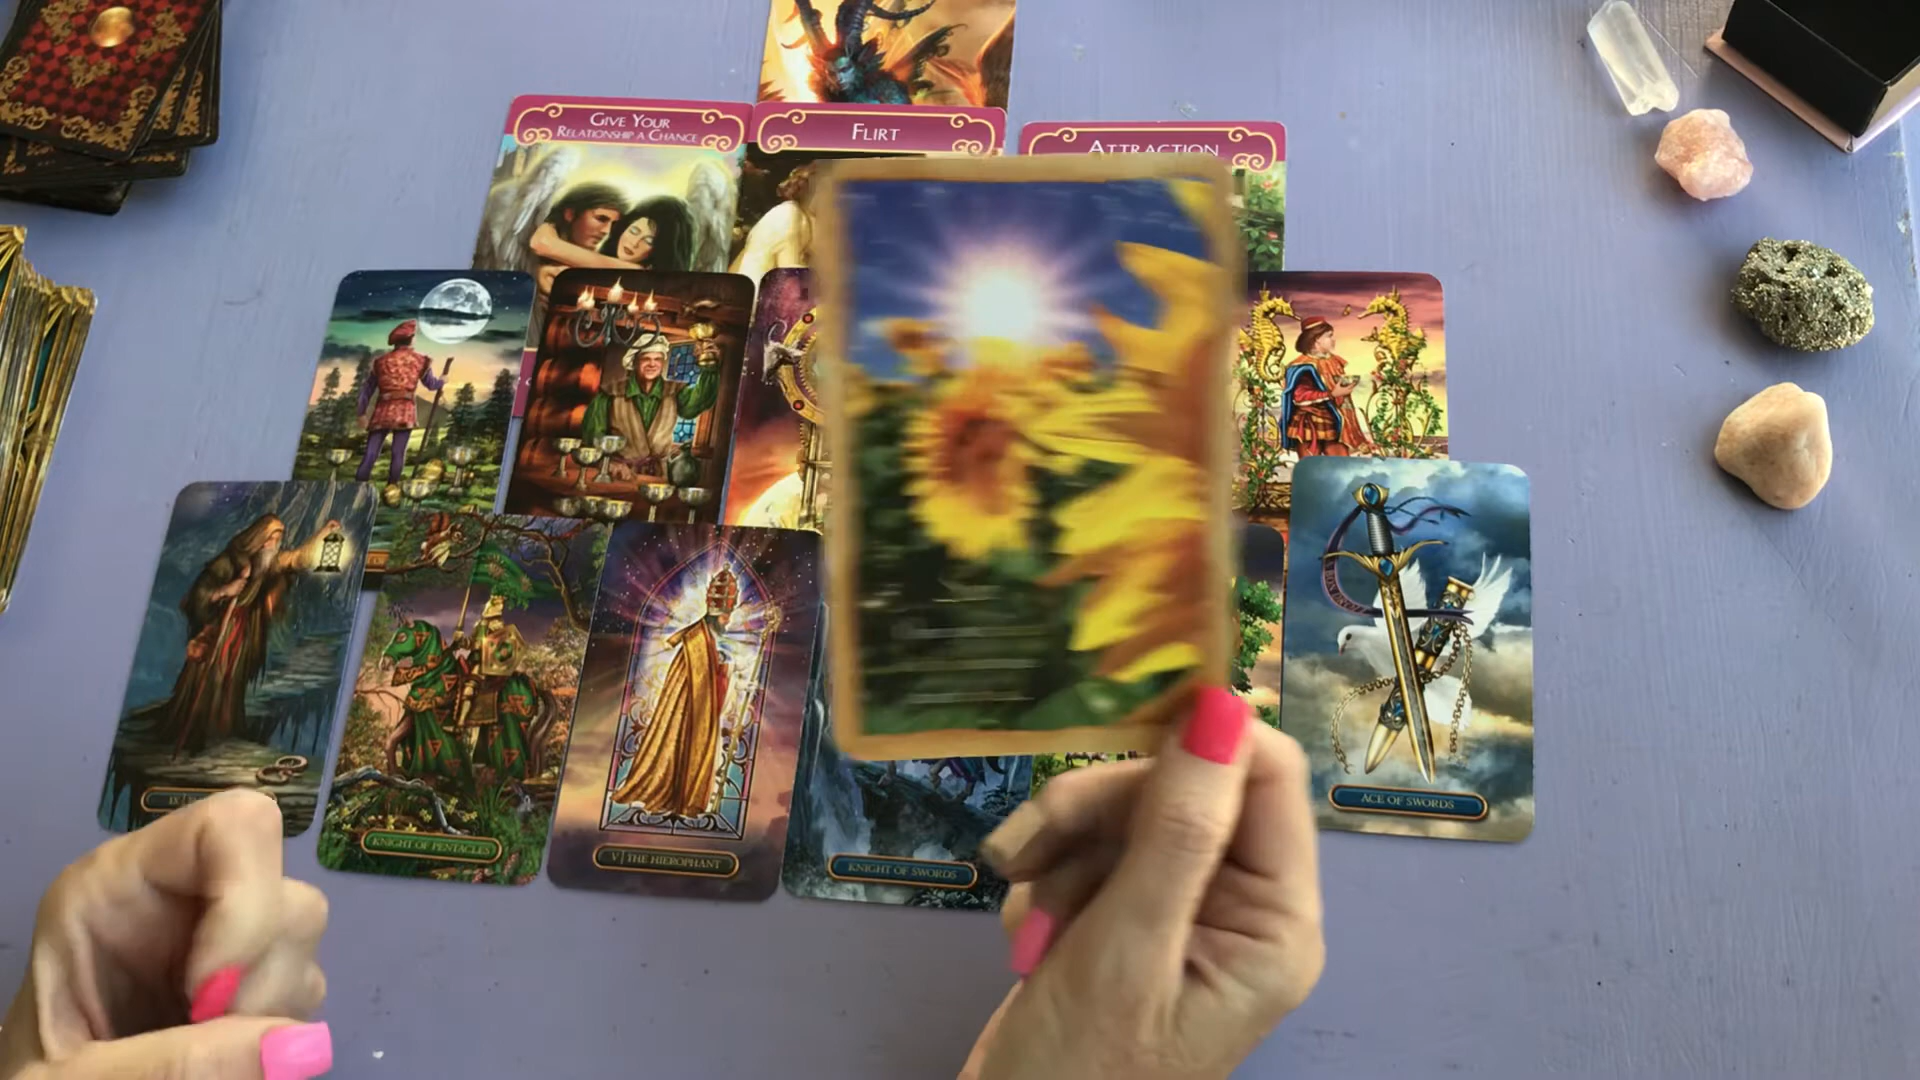 GIVE YOUR
RELATIONSHIP A CHANCE
FLIRT
ATTRACTION
KNIGHT OF PENTACLES
V | THE HIEROPHANT
KNIGHT OF SWORDS
ACE OF SWORDS